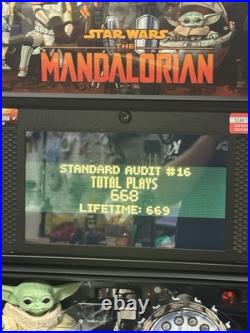 STAR WARS
THE
MANDALORIAN
STANDARD AUDIT #16
TOTAL PLAYS
668
LIFETIME: 669